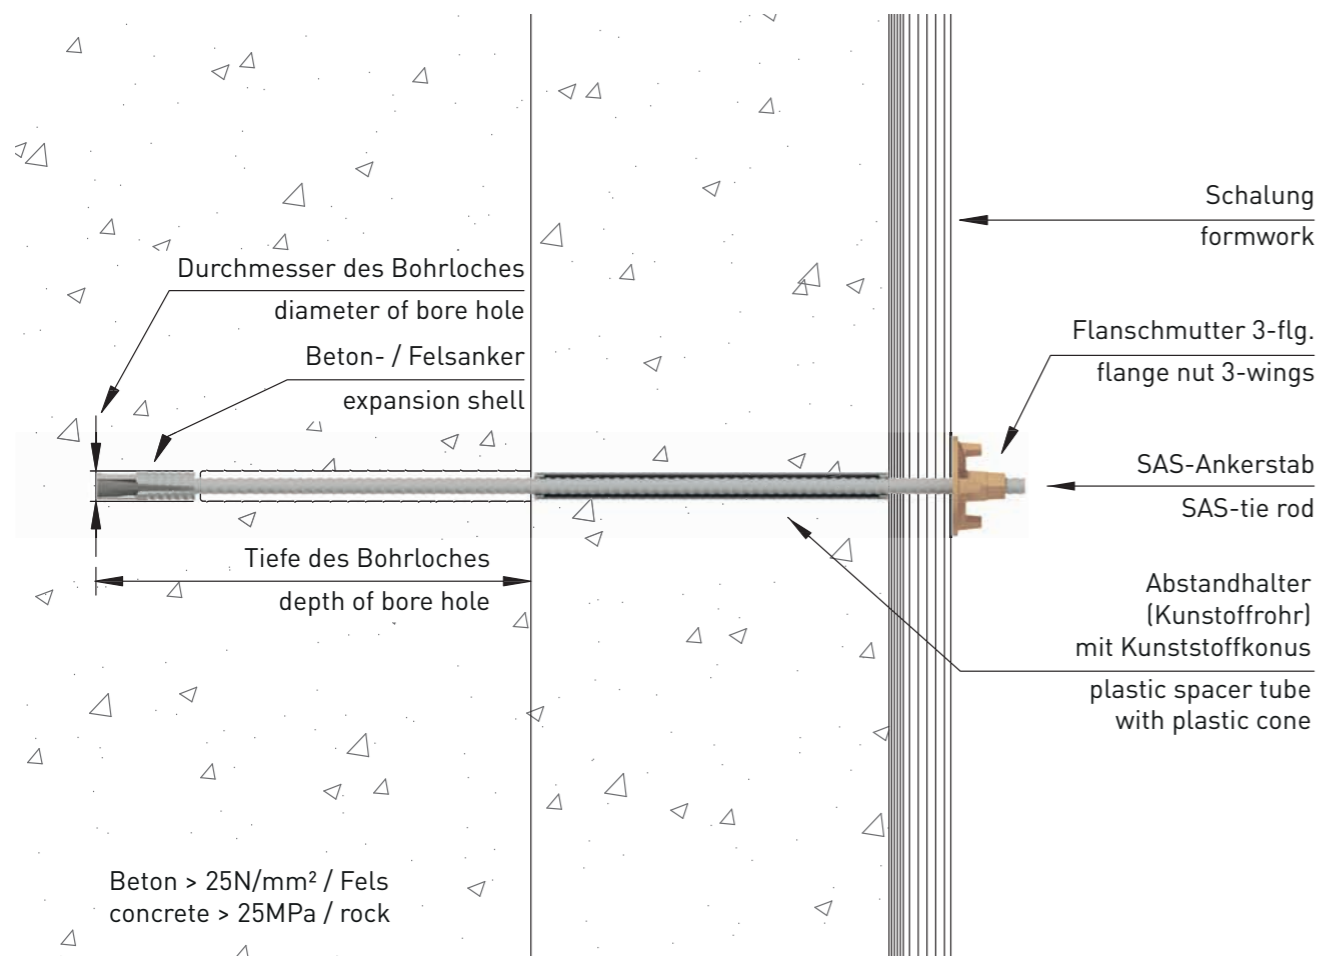 Schalung
formwork
Durchmesser des Bohrloches
diameter of bore hole
Beton- / Felsanker
expansion shell
Flanschmutter 3-flg.
flange nut 3-wings
SAS-Ankerstab
SAS-tie rod
Tiefe des Bohrloches
depth of bore hole
Abstandhalter
(Kunstoffrohr)
mit Kunststoffkonus
plastic spacer tube
with plastic cone
Beton > 25N/mm² / Fels
concrete > 25MPa / rock